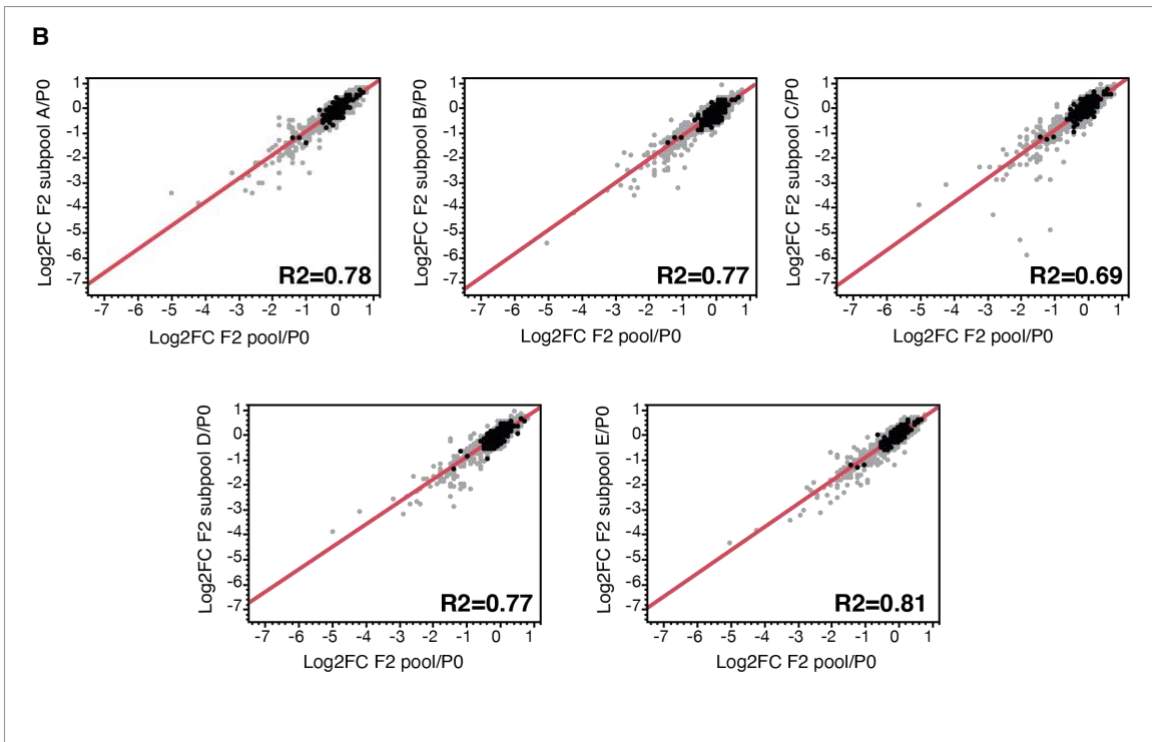 B
Log2FC F2 subpool A/P0
1
0
-1
-2
-3
-4
-5
-6
-7
R2=0.78
-7 -6 -5 -4 -3 -2 -1 0 1
Log2FC F2 pool/P0
Log2FC F2 subpool B/P0
1
0
-1
-2
-3
-4
-5
-6
-7
R2=0.77
-7 -6 -5 -4 -3 -2 -1 0 1
Log2FC F2 pool/P0
Log2FC F2 subpool C/P0
1
0
-1
-2
-3
-4
-5
-6
-7
R2=0.69
-7 -6 -5 -4 -3 -2 -1 0 1
Log2FC F2 pool/P0
Log2FC F2 subpool D/P0
1
0
-1
-2
-3
-4
-5
-6
-7
R2=0.77
-7 -6 -5 -4 -3 -2 -1 0 1
Log2FC F2 pool/P0
Log2FC F2 subpool E/P0
1
0
-1
-2
-3
-4
-5
-6
-7
R2=0.81
-7 -6 -5 -4 -3 -2 -1 0 1
Log2FC F2 pool/P0